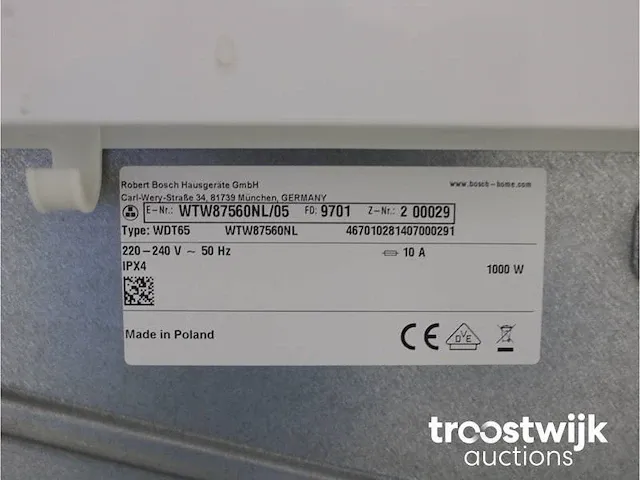 Robert Bosch Hausgeräte GmbH
www.bosch-home.com
Carl-Wery-Straße 34, 81739 München, GERMANY
E-Nr.: WTW87560NL/05 FD: 9701 Z-Nr.: 2 00029
Type: WDT65 WTW87560NL 467010281407000291
220-240 V ~ 50 Hz 10 A
IPX4 1000 W
Made in Poland
CE DVE
troostwijk
auctions